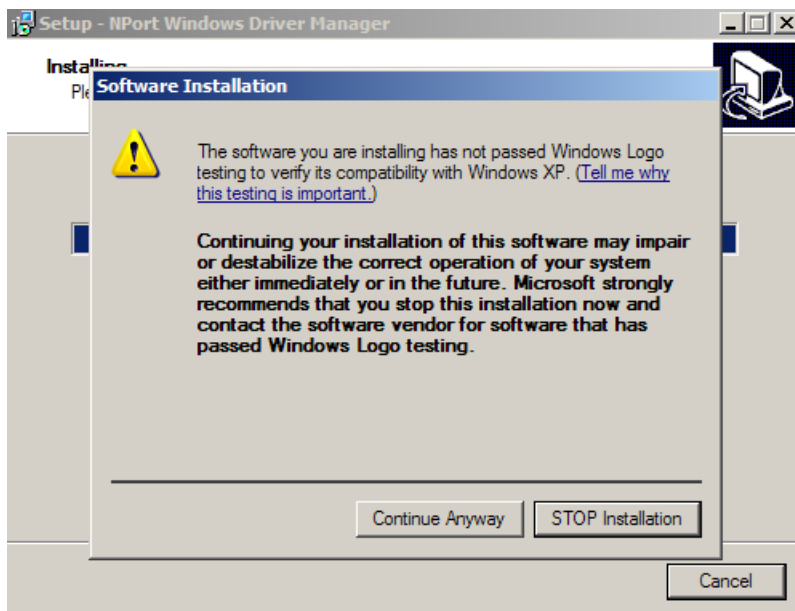 Setup - NPort Windows Driver Manager
Installing
Software Installation
The software you are installing has not passed Windows Logo
testing to verify its compatibility with Windows XP. (Tell me why
this testing is important.)
Continuing your installation of this software may impair
or destabilize the correct operation of your system
either immediately or in the future. Microsoft strongly
recommends that you stop this installation now and
contact the software vendor for software that has
passed Windows Logo testing.
Continue Anyway
STOP Installation
Cancel